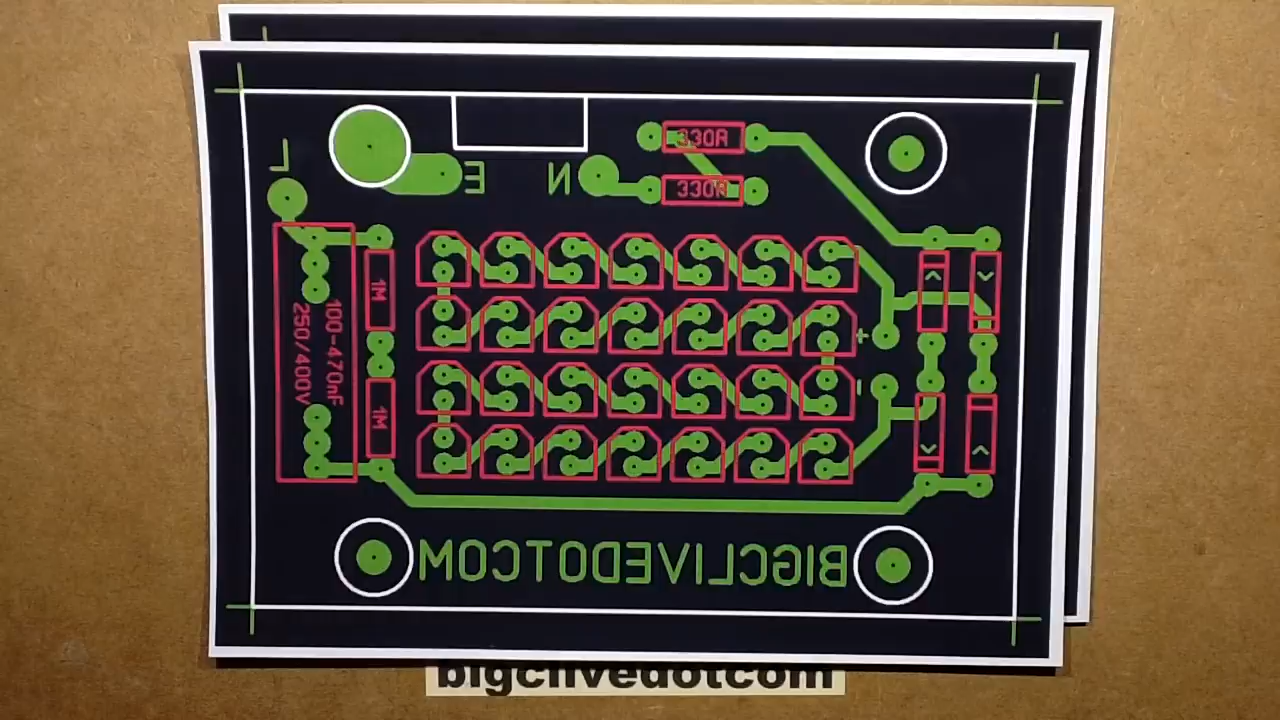 330R
L
E
N
330R
1M
100-470nF
250/400V
+
-
1M
BIGCLIVEDOTCOM
bigclivedotcom